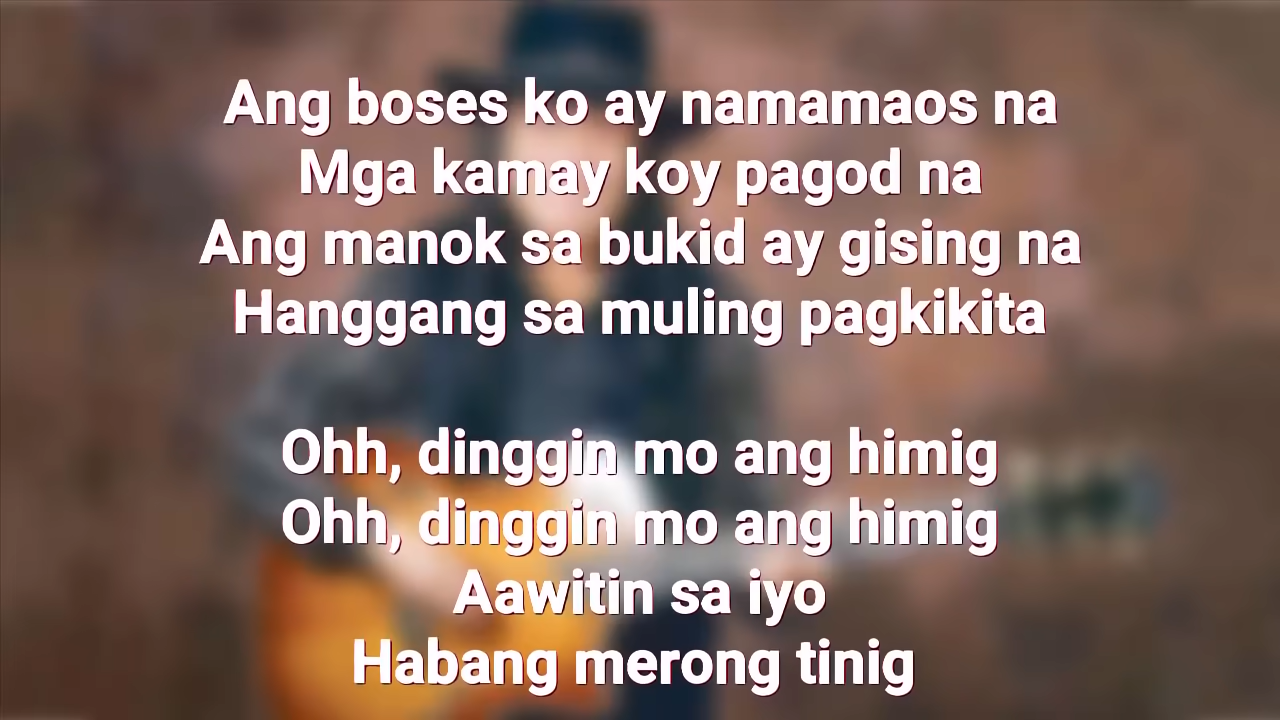 Ang boses ko ay namamaos na
Mga kamay koy pagod na
Ang manok sa bukid ay gising na
Hanggang sa muling pagkikita
Ohh, dinggin mo ang himig
Ohh, dinggin mo ang himig
Aawitin sa iyo
Habang merong tinig